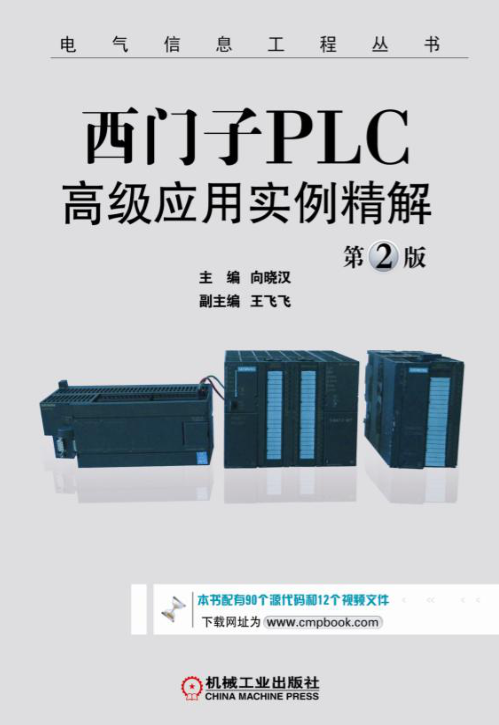 电气信息工程丛书
西门子PLC
高级应用实例精解
第2版
主 编 向晓汉
副主编 王飞飞
SIEMENS
本书配有90个源代码和12个视频文件
下载网址为 www.cmpbook.com
机械工业出版社
CHINA MACHINE PRESS